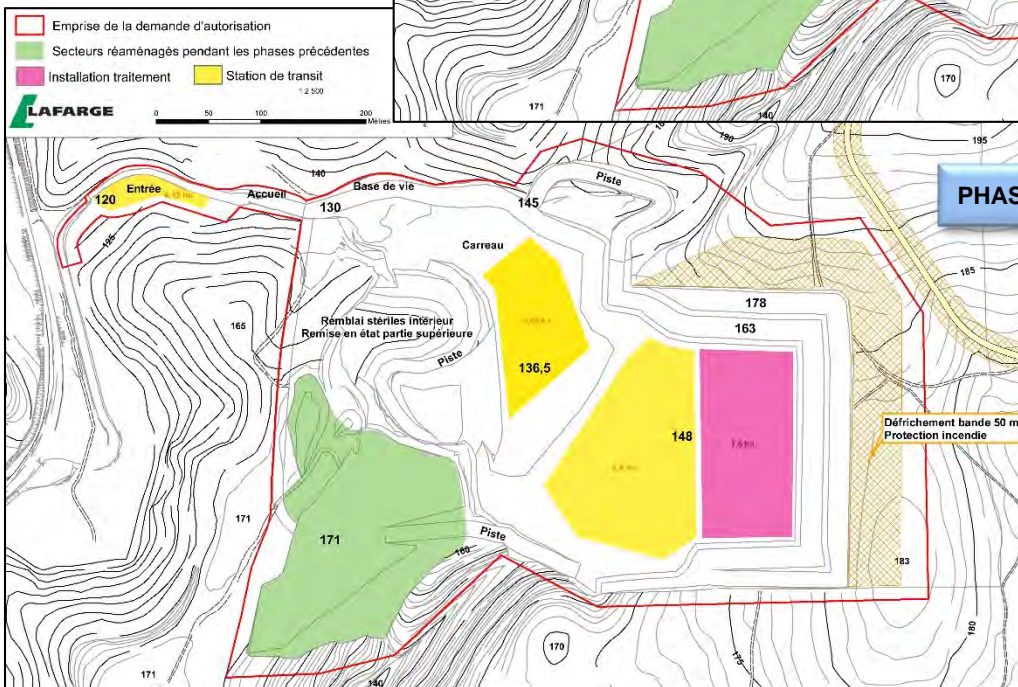 Emprise de la demande d'autorisation
Secteurs réaménagés pendant les phases précédentes
Installation traitement
Station de transit
1:2 500
LAFARGE
0 50 100 200
Mètres
171
140
170
190
195
140
Entrée
120
Accueil
Base de vie
130
145
Piste
PHAS
125
Carreau
185
165
Remblai stériles intérieur
Remise en état partie supérieure
178
163
Piste
136,5
148
Défrichement bande 50 m
Protection incendie
171
171
Piste
160
183
180
170
175
171
140